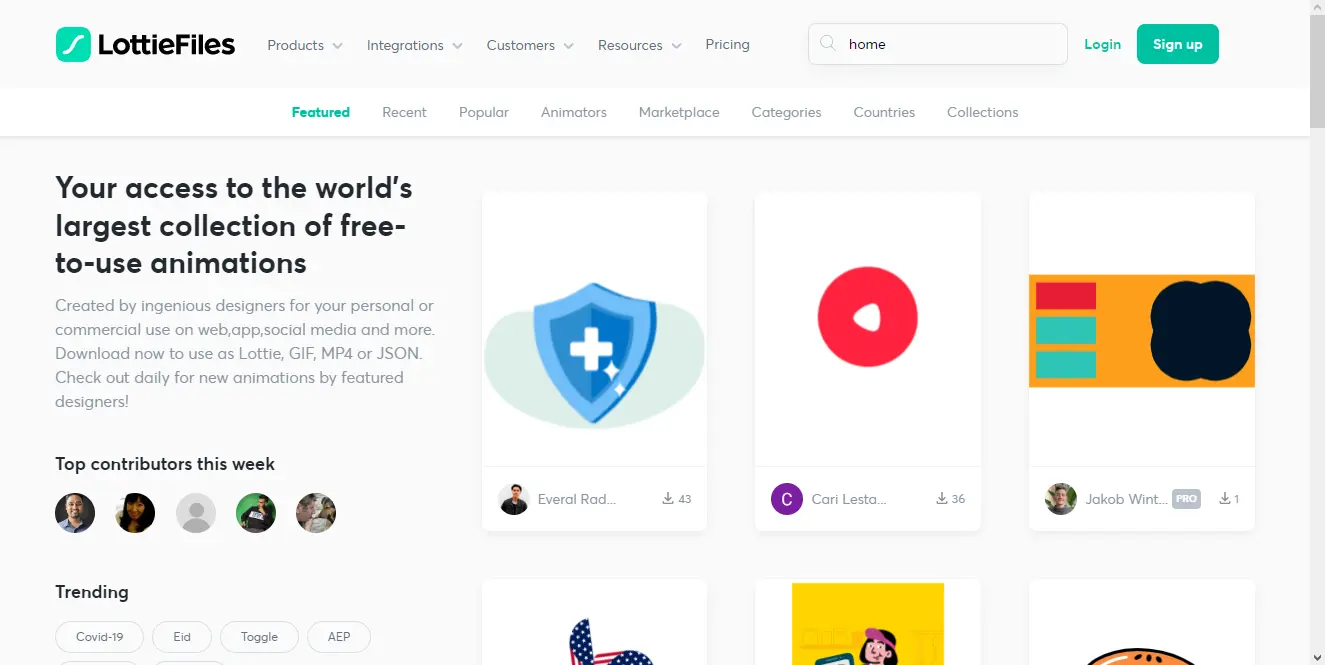 LottieFiles
Products
Integrations
Customers
Resources
Pricing
home
Login
Sign up
Featured
Recent
Popular
Animators
Marketplace
Categories
Countries
Collections
Your access to the world's
largest collection of free-
to-use animations
Created by ingenious designers for your personal or
commercial use on web,app,social media and more.
Download now to use as Lottie, GIF, MP4 or JSON.
Check out daily for new animations by featured
designers!
Top contributors this week
Trending
Covid-19
Eid
Toggle
AEP
Everal Rad...
43
C
Cari Lesta...
36
Jakob Wint...
PRO
1